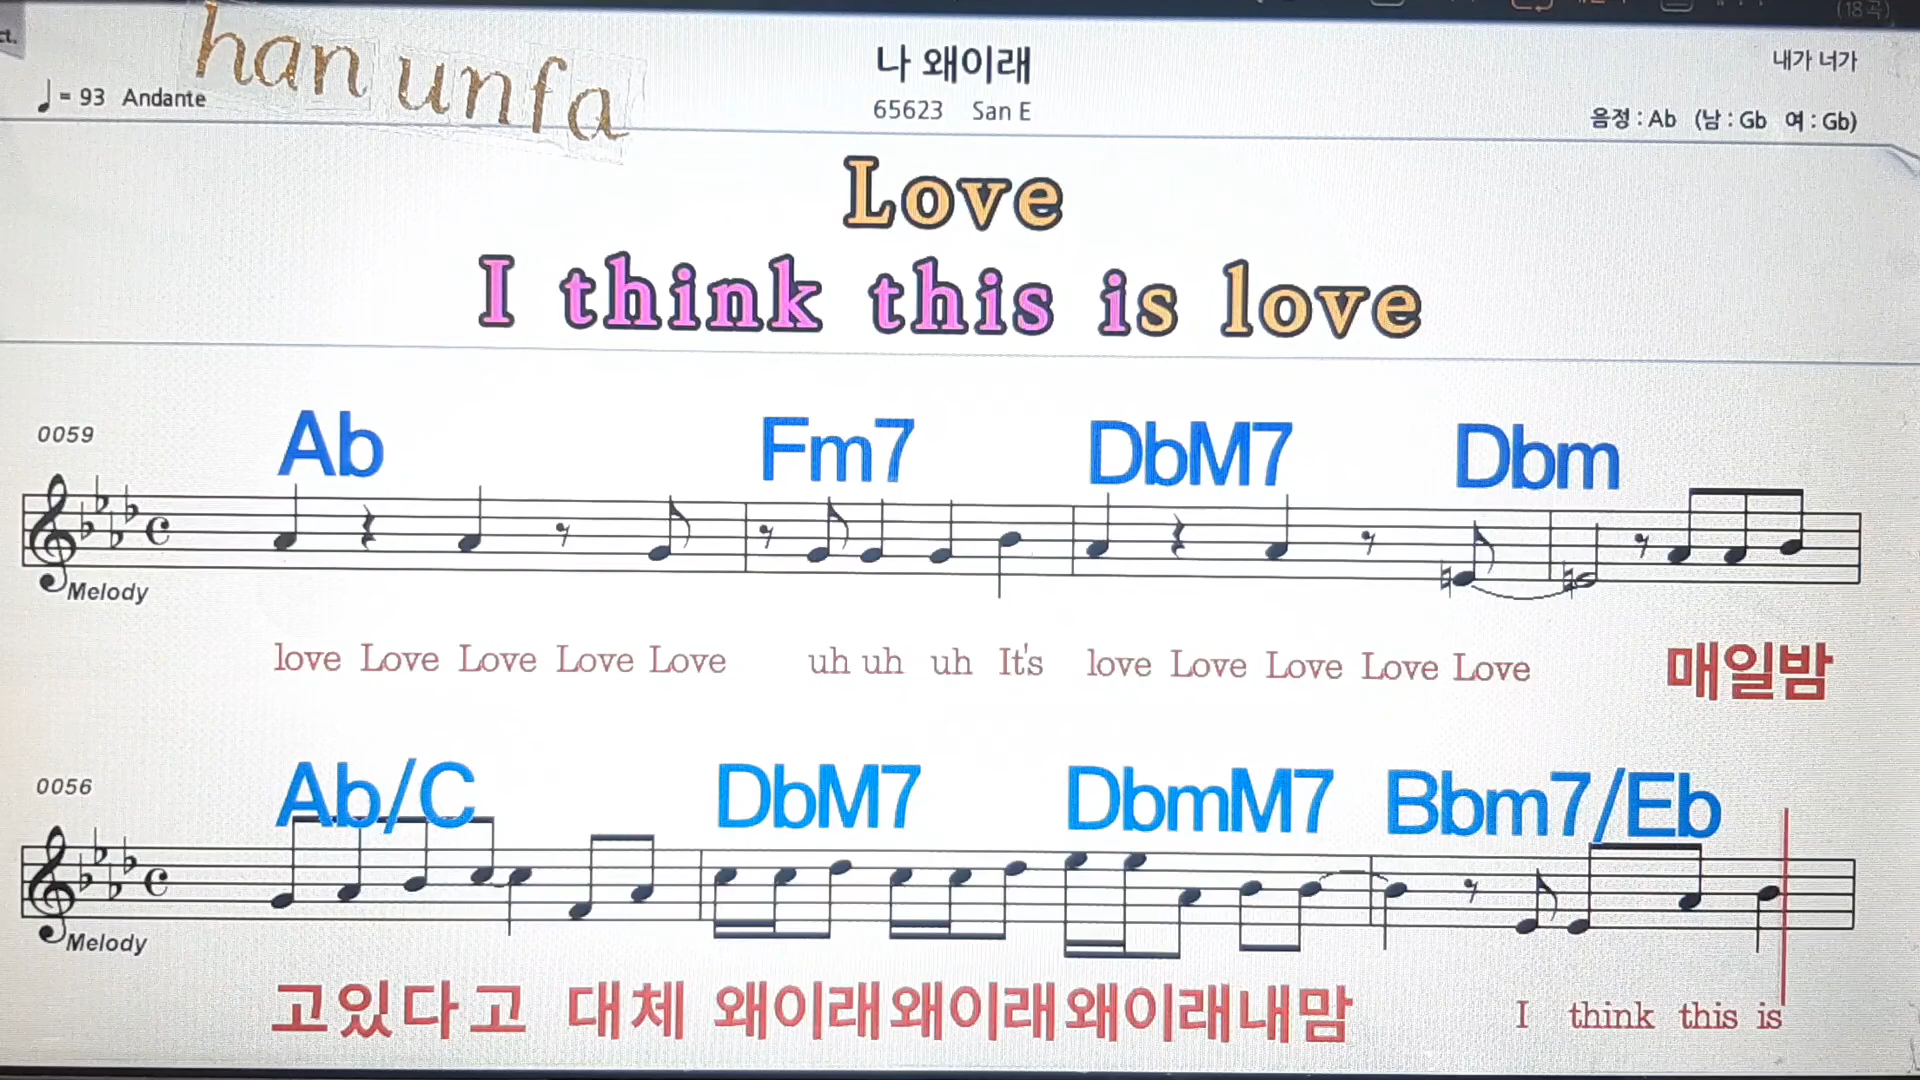 (18곡)
ct.
han unfa
나 왜이래
내가 너가
= 93 Andante
65623 San E
음정 : Ab (남 : Gb 여 : Gb)
Love
I think this is love
0059
Ab Fm7 DbM7 Dbm
Melody
love Love Love Love Love uh uh uh It's love Love Love Love Love 매일밤
0056
Ab/C DbM7 DbmM7 Bbm7/Eb
Melody
고있다고 대체 왜이래왜이래왜이래내맘 I think this is